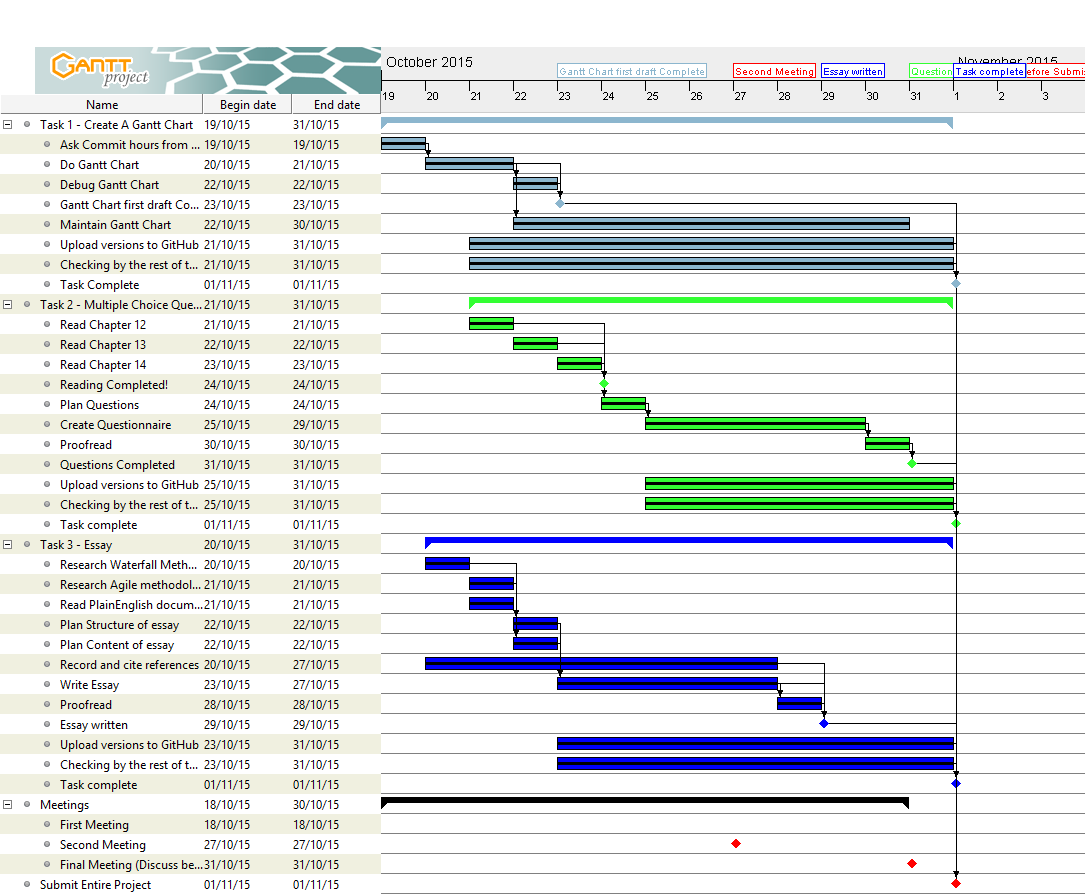 GANTT
project
October 2015
November 2015
Gantt Chart first draft Complete
Second Meeting
Essay written
Question
Task complete
efore Submis
19 20 21 22 23 24 25 26 27 28 29 30 31 1 2 3
Name Begin date End date
Task 1 - Create A Gantt Chart 19/10/15 31/10/15
Ask Commit hours from ... 19/10/15 19/10/15
Do Gantt Chart 20/10/15 21/10/15
Debug Gantt Chart 22/10/15 22/10/15
Gantt Chart first draft Co... 23/10/15 23/10/15
Maintain Gantt Chart 22/10/15 30/10/15
Upload versions to GitHub 21/10/15 31/10/15
Checking by the rest of t... 21/10/15 31/10/15
Task Complete 01/11/15 01/11/15
Task 2 - Multiple Choice Que... 21/10/15 31/10/15
Read Chapter 12 21/10/15 21/10/15
Read Chapter 13 22/10/15 22/10/15
Read Chapter 14 23/10/15 23/10/15
Reading Completed! 24/10/15 24/10/15
Plan Questions 24/10/15 24/10/15
Create Questionnaire 25/10/15 29/10/15
Proofread 30/10/15 30/10/15
Questions Completed 31/10/15 31/10/15
Upload versions to GitHub 25/10/15 31/10/15
Checking by the rest of t... 25/10/15 31/10/15
Task complete 01/11/15 01/11/15
Task 3 - Essay 20/10/15 31/10/15
Research Waterfall Meth... 20/10/15 20/10/15
Research Agile methodol... 21/10/15 21/10/15
Read PlainEnglish docum... 21/10/15 21/10/15
Plan Structure of essay 22/10/15 22/10/15
Plan Content of essay 22/10/15 22/10/15
Record and cite references 20/10/15 27/10/15
Write Essay 23/10/15 27/10/15
Proofread 28/10/15 28/10/15
Essay written 29/10/15 29/10/15
Upload versions to GitHub 23/10/15 31/10/15
Checking by the rest of t... 23/10/15 31/10/15
Task complete 01/11/15 01/11/15
Meetings 18/10/15 30/10/15
First Meeting 18/10/15 18/10/15
Second Meeting 27/10/15 27/10/15
Final Meeting (Discuss be... 31/10/15 31/10/15
Submit Entire Project 01/11/15 01/11/15